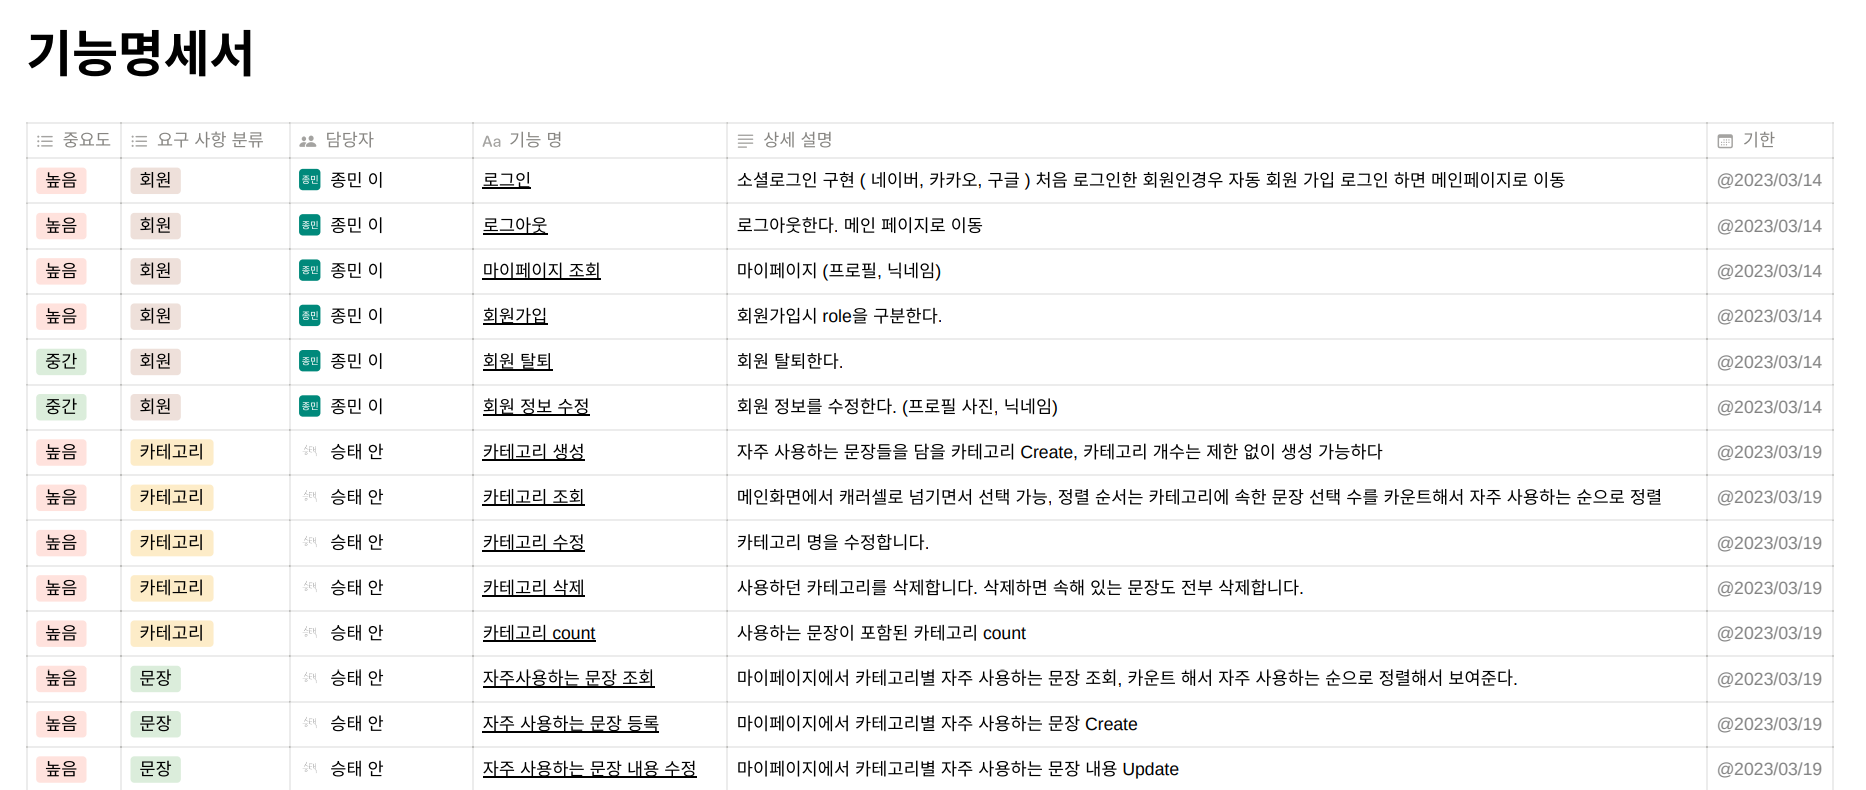 기능명세서
중요도 요구 사항 분류 담당자 Aa 기능 명 상세 설명 기한
높음 회원 종민 종민 이 로그인 소셜로그인 구현 ( 네이버, 카카오, 구글 ) 처음 로그인한 회원인경우 자동 회원 가입 로그인 하면 메인페이지로 이동 @2023/03/14
높음 회원 종민 종민 이 로그아웃 로그아웃한다. 메인 페이지로 이동 @2023/03/14
높음 회원 종민 종민 이 마이페이지 조회 마이페이지 (프로필, 닉네임) @2023/03/14
높음 회원 종민 종민 이 회원가입 회원가입시 role을 구분한다. @2023/03/14
중간 회원 종민 종민 이 회원 탈퇴 회원 탈퇴한다. @2023/03/14
중간 회원 종민 종민 이 회원 정보 수정 회원 정보를 수정한다. (프로필 사진, 닉네임) @2023/03/14
높음 카테고리 승태 승태 안 카테고리 생성 자주 사용하는 문장들을 담을 카테고리 Create, 카테고리 개수는 제한 없이 생성 가능하다 @2023/03/19
높음 카테고리 승태 승태 안 카테고리 조회 메인화면에서 캐러셀로 넘기면서 선택 가능, 정렬 순서는 카테고리에 속한 문장 선택 수를 카운트해서 자주 사용하는 순으로 정렬 @2023/03/19
높음 카테고리 승태 승태 안 카테고리 수정 카테고리 명을 수정합니다. @2023/03/19
높음 카테고리 승태 승태 안 카테고리 삭제 사용하던 카테고리를 삭제합니다. 삭제하면 속해 있는 문장도 전부 삭제합니다. @2023/03/19
높음 카테고리 승태 승태 안 카테고리 count 사용하는 문장이 포함된 카테고리 count @2023/03/19
높음 문장 승태 승태 안 자주사용하는 문장 조회 마이페이지에서 카테고리별 자주 사용하는 문장 조회, 카운트 해서 자주 사용하는 순으로 정렬해서 보여준다. @2023/03/19
높음 문장 승태 승태 안 자주 사용하는 문장 등록 마이페이지에서 카테고리별 자주 사용하는 문장 Create @2023/03/19
높음 문장 승태 승태 안 자주 사용하는 문장 내용 수정 마이페이지에서 카테고리별 자주 사용하는 문장 내용 Update @2023/03/19